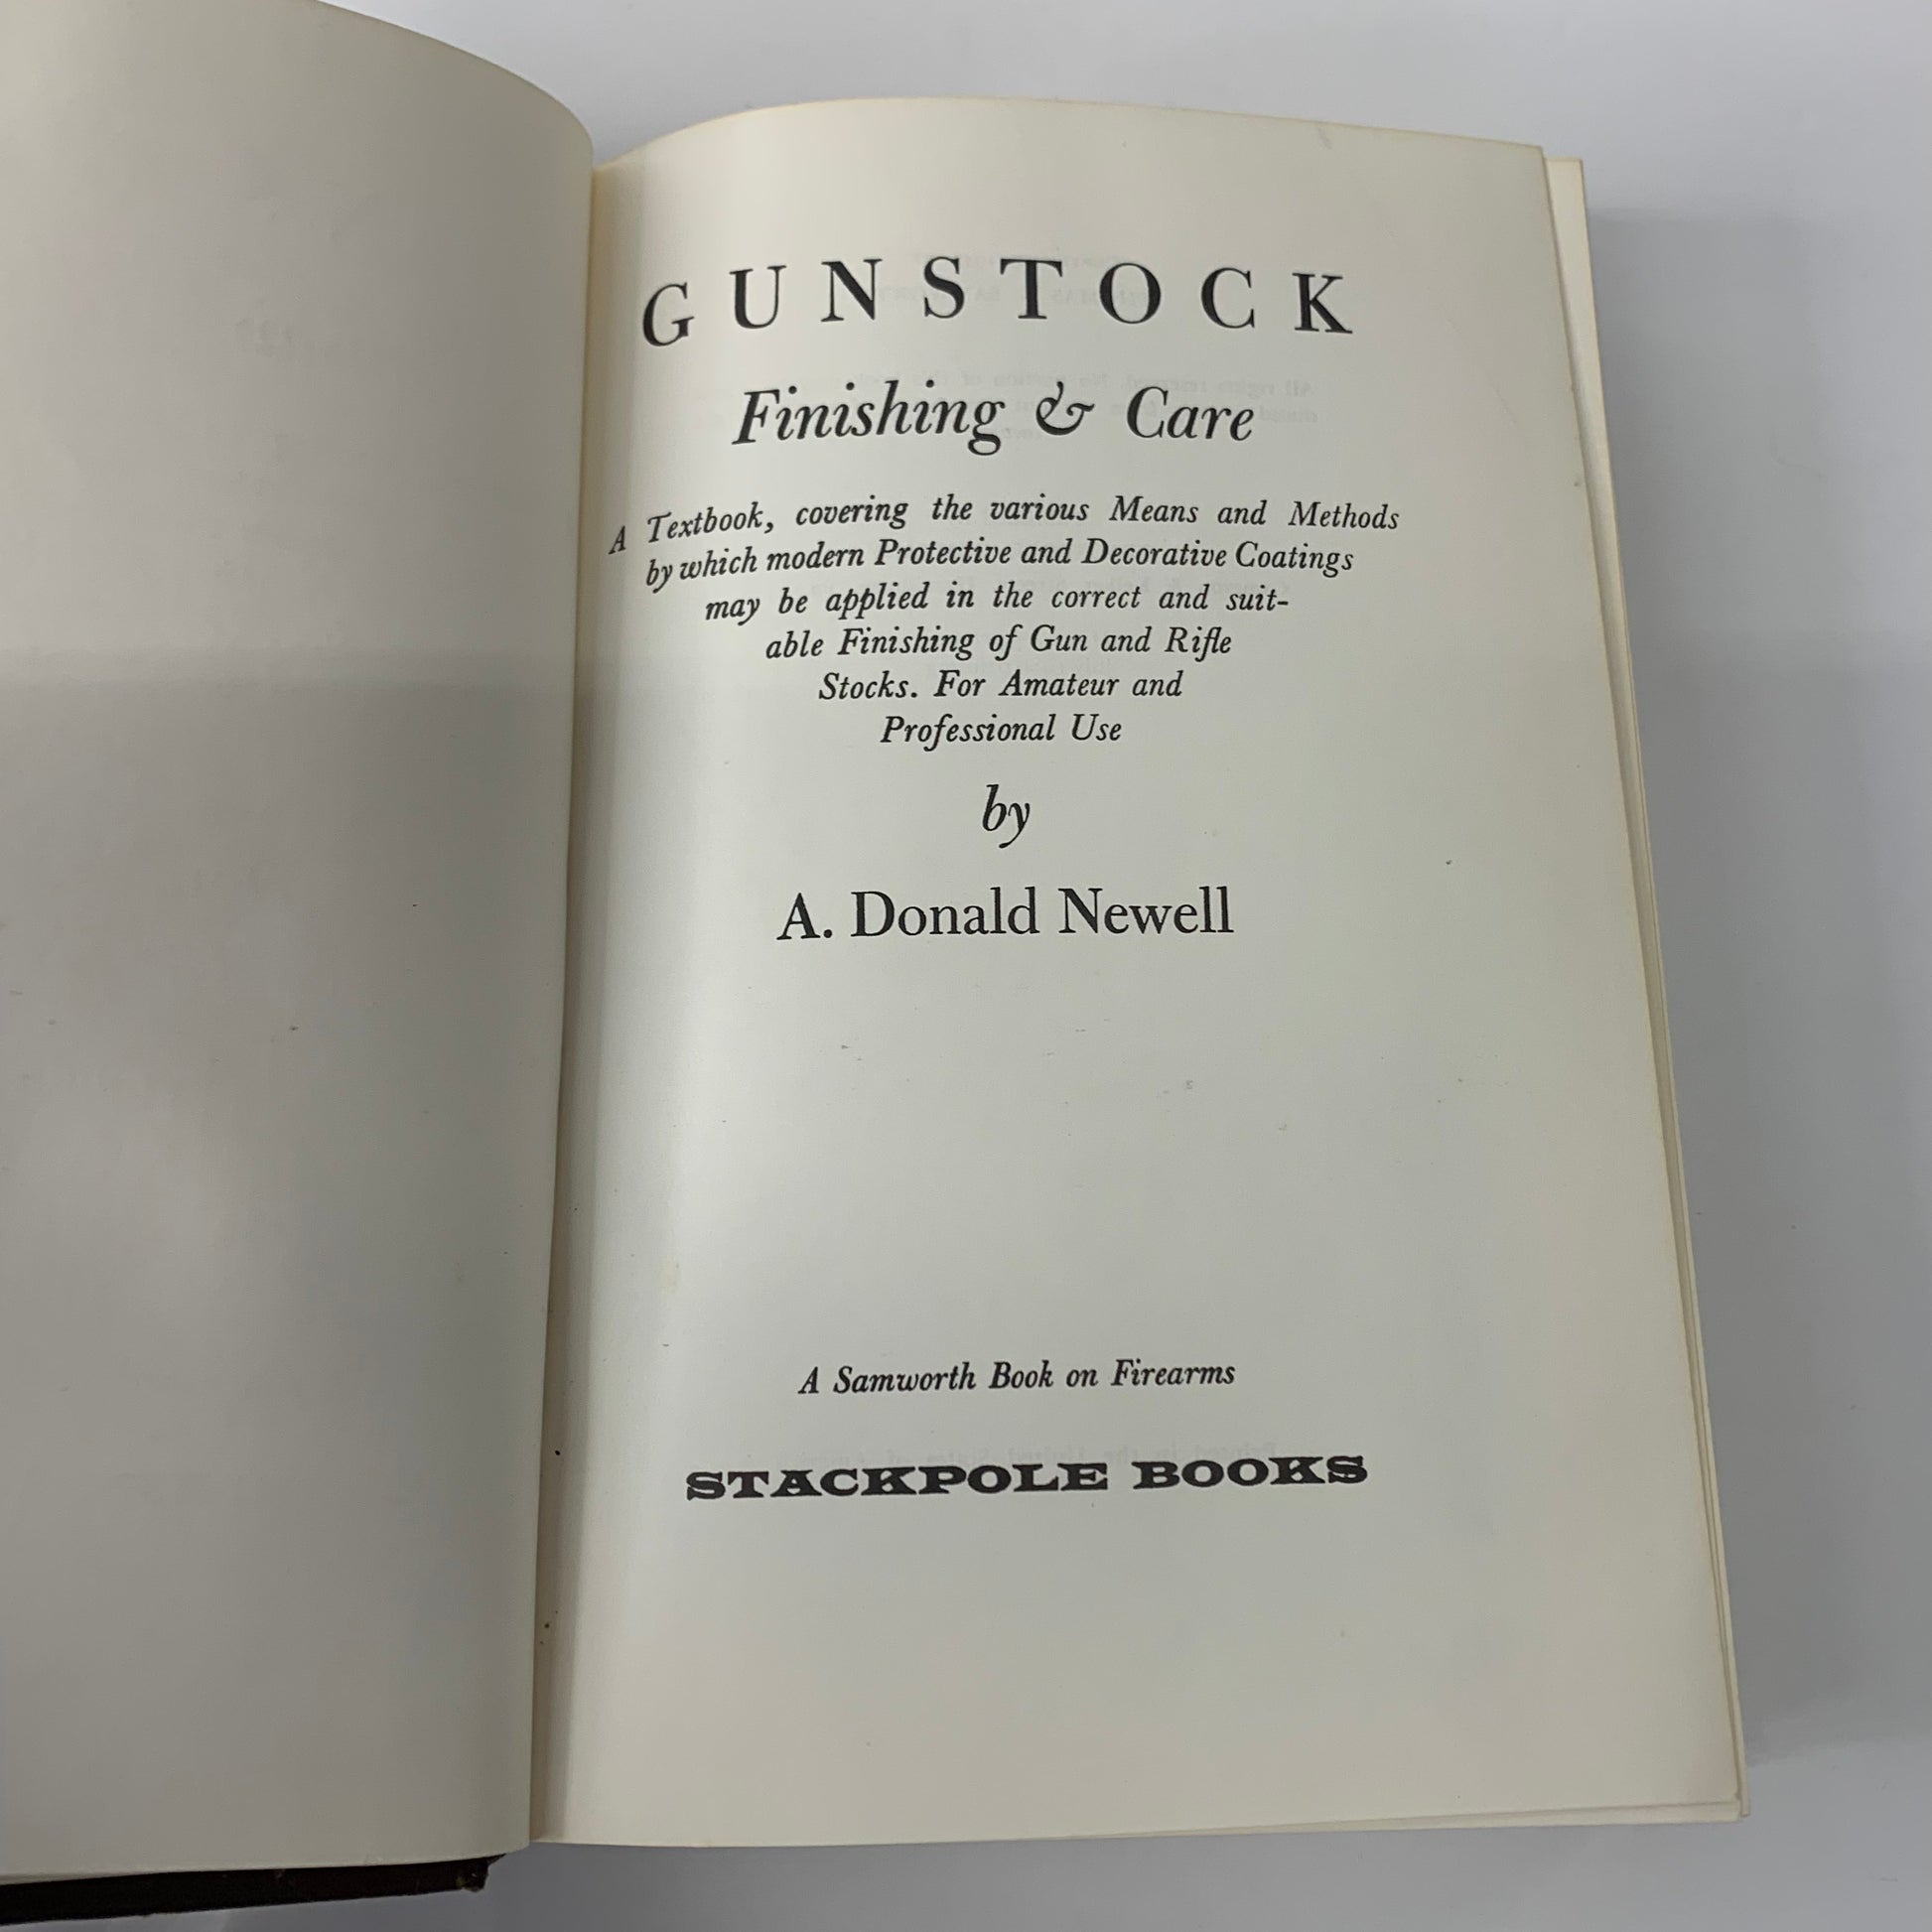 GUNSTOCK
Finishing & Care
A Textbook, covering the various Means and Methods
by which modern Protective and Decorative Coatings
may be applied in the correct and suit-
able Finishing of Gun and Rifle
Stocks. For Amateur and
Professional Use
by
A. Donald Newell
A Samworth Book on Firearms
STACKPOLE BOOKS